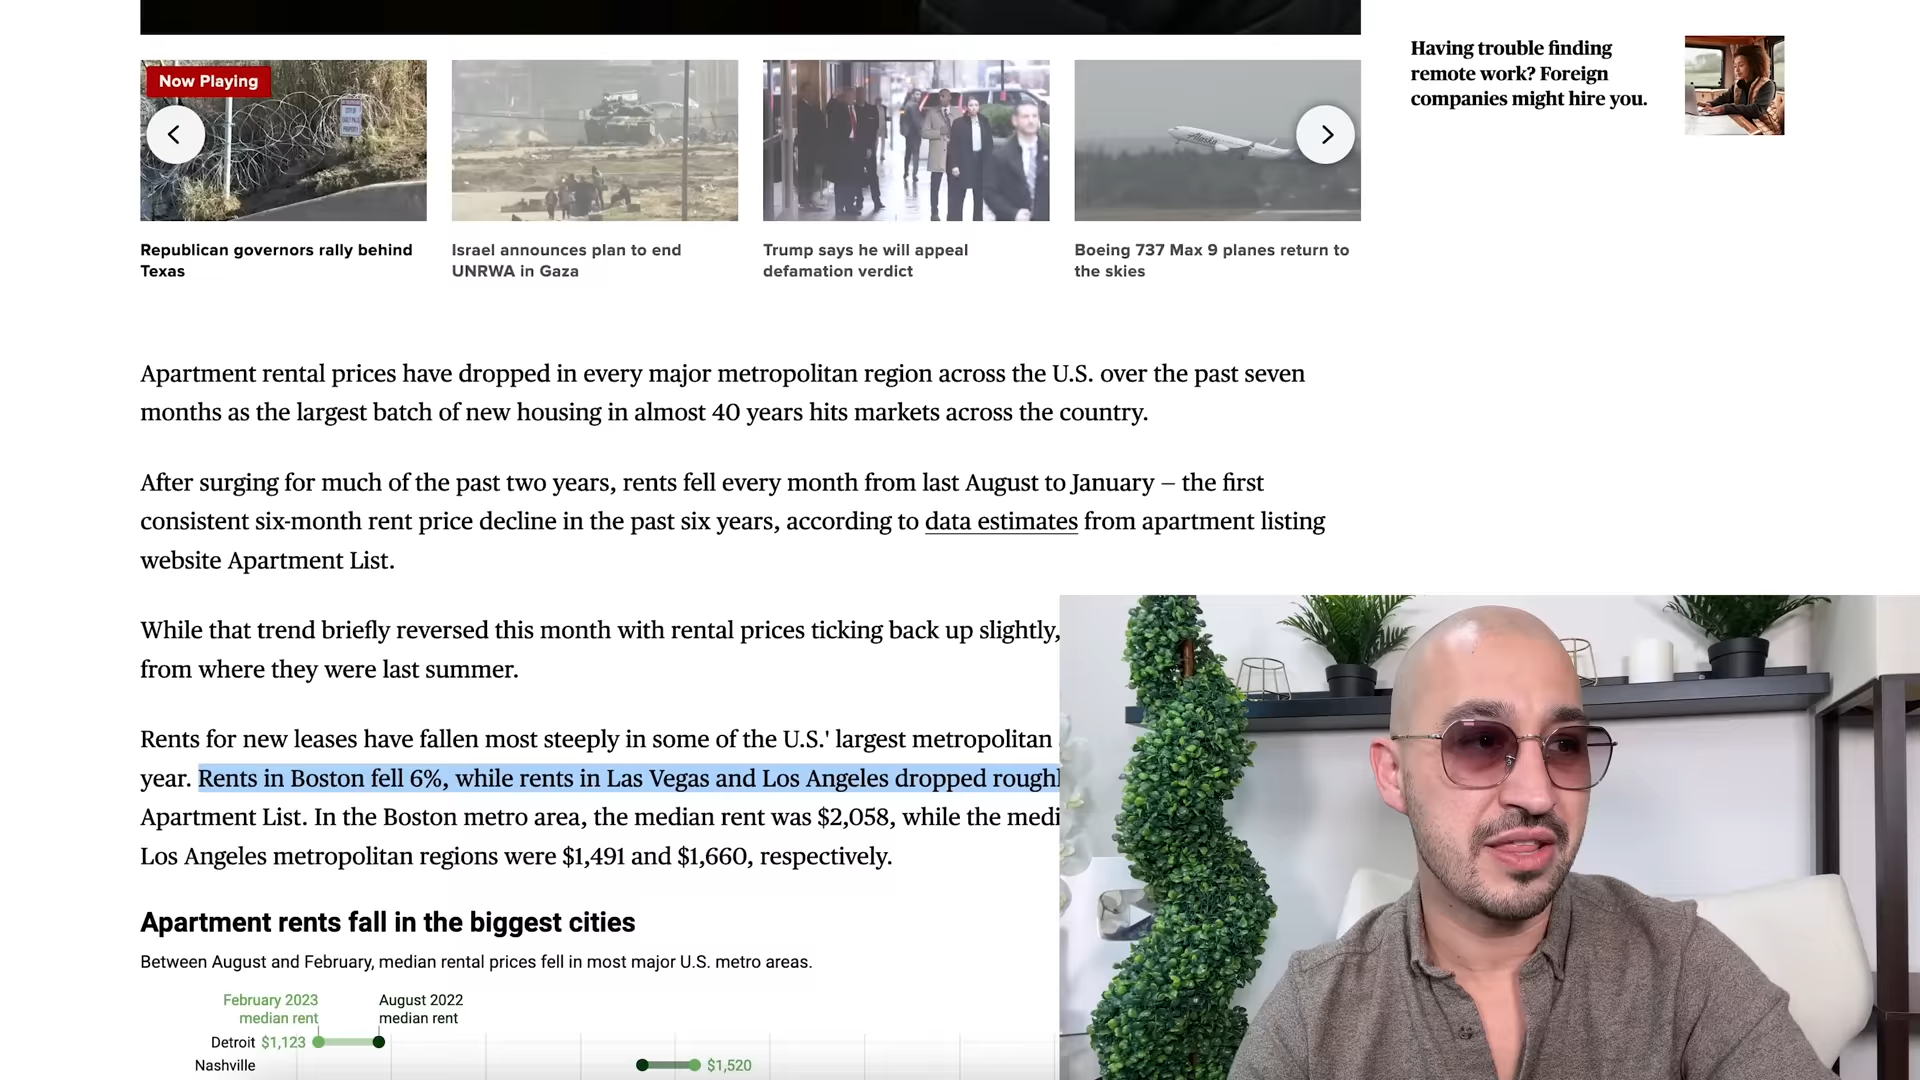 Having trouble finding
remote work? Foreign
companies might hire you.
Now Playing
Republican governors rally behind
Texas
Israel announces plan to end
UNRWA in Gaza
Trump says he will appeal
defamation verdict
Boeing 737 Max 9 planes return to
the skies
Apartment rental prices have dropped in every major metropolitan region across the U.S. over the past seven
months as the largest batch of new housing in almost 40 years hits markets across the country.
After surging for much of the past two years, rents fell every month from last August to January – the first
consistent six-month rent price decline in the past six years, according to data estimates from apartment listing
website Apartment List.
While that trend briefly reversed this month with rental prices ticking back up slightly,
from where they were last summer.
Rents for new leases have fallen most steeply in some of the U.S.' largest metropolitan
year. Rents in Boston fell 6%, while rents in Las Vegas and Los Angeles dropped
Apartment List. In the Boston metro area, the median rent was $2,058, while the
Los Angeles metropolitan regions were $1,491 and $1,660, respectively.
Apartment rents fall in the biggest cities
Between August and February, median rental prices fell in most major U.S. metro areas.
February 2023 August 2022
median rent median rent
Detroit $1,123
Nashville $1,520